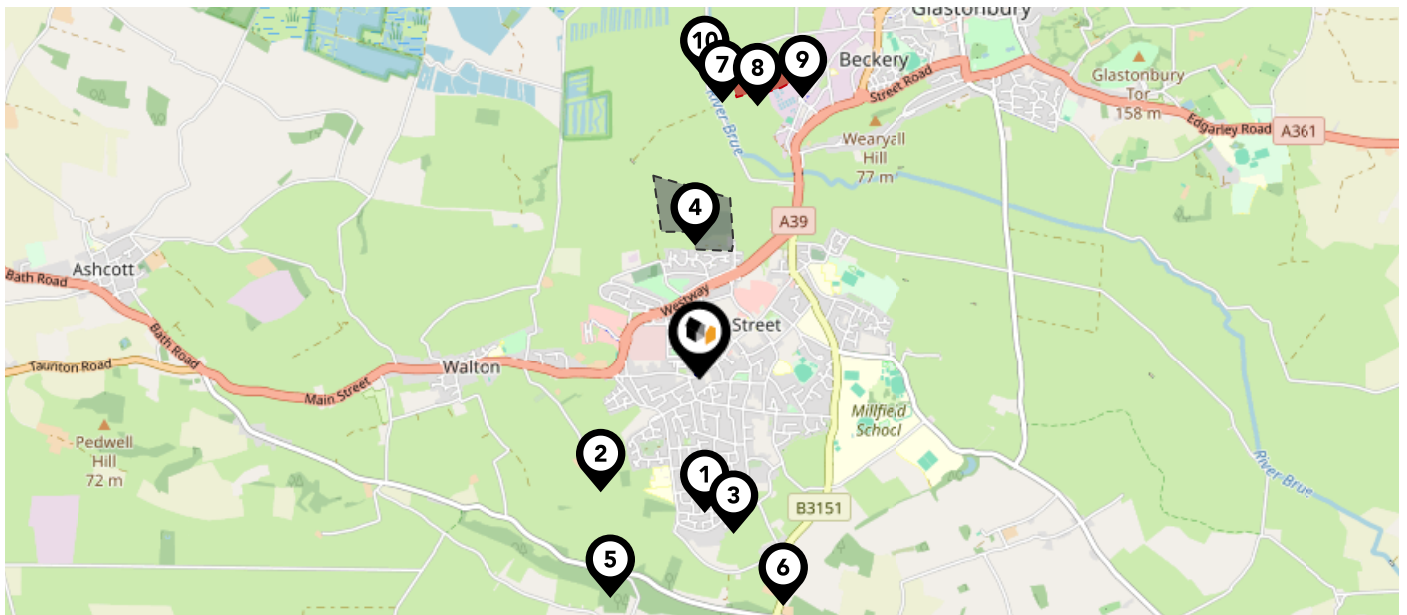 Glastonbury
10
7
8
9
Beckery
Street Road
Glastonbury
Tor
158 m
Edgarley Road
A361
River Brue
Wearyall
Hill
77 m
4
A39
Ashcott
Bath Road
Westway
Street
Bath Road
Taunton Road
Walton
Main Street
Millfield
School
Pedwell
Hill
72 m
2
1
3
River Brue
B3151
5
6